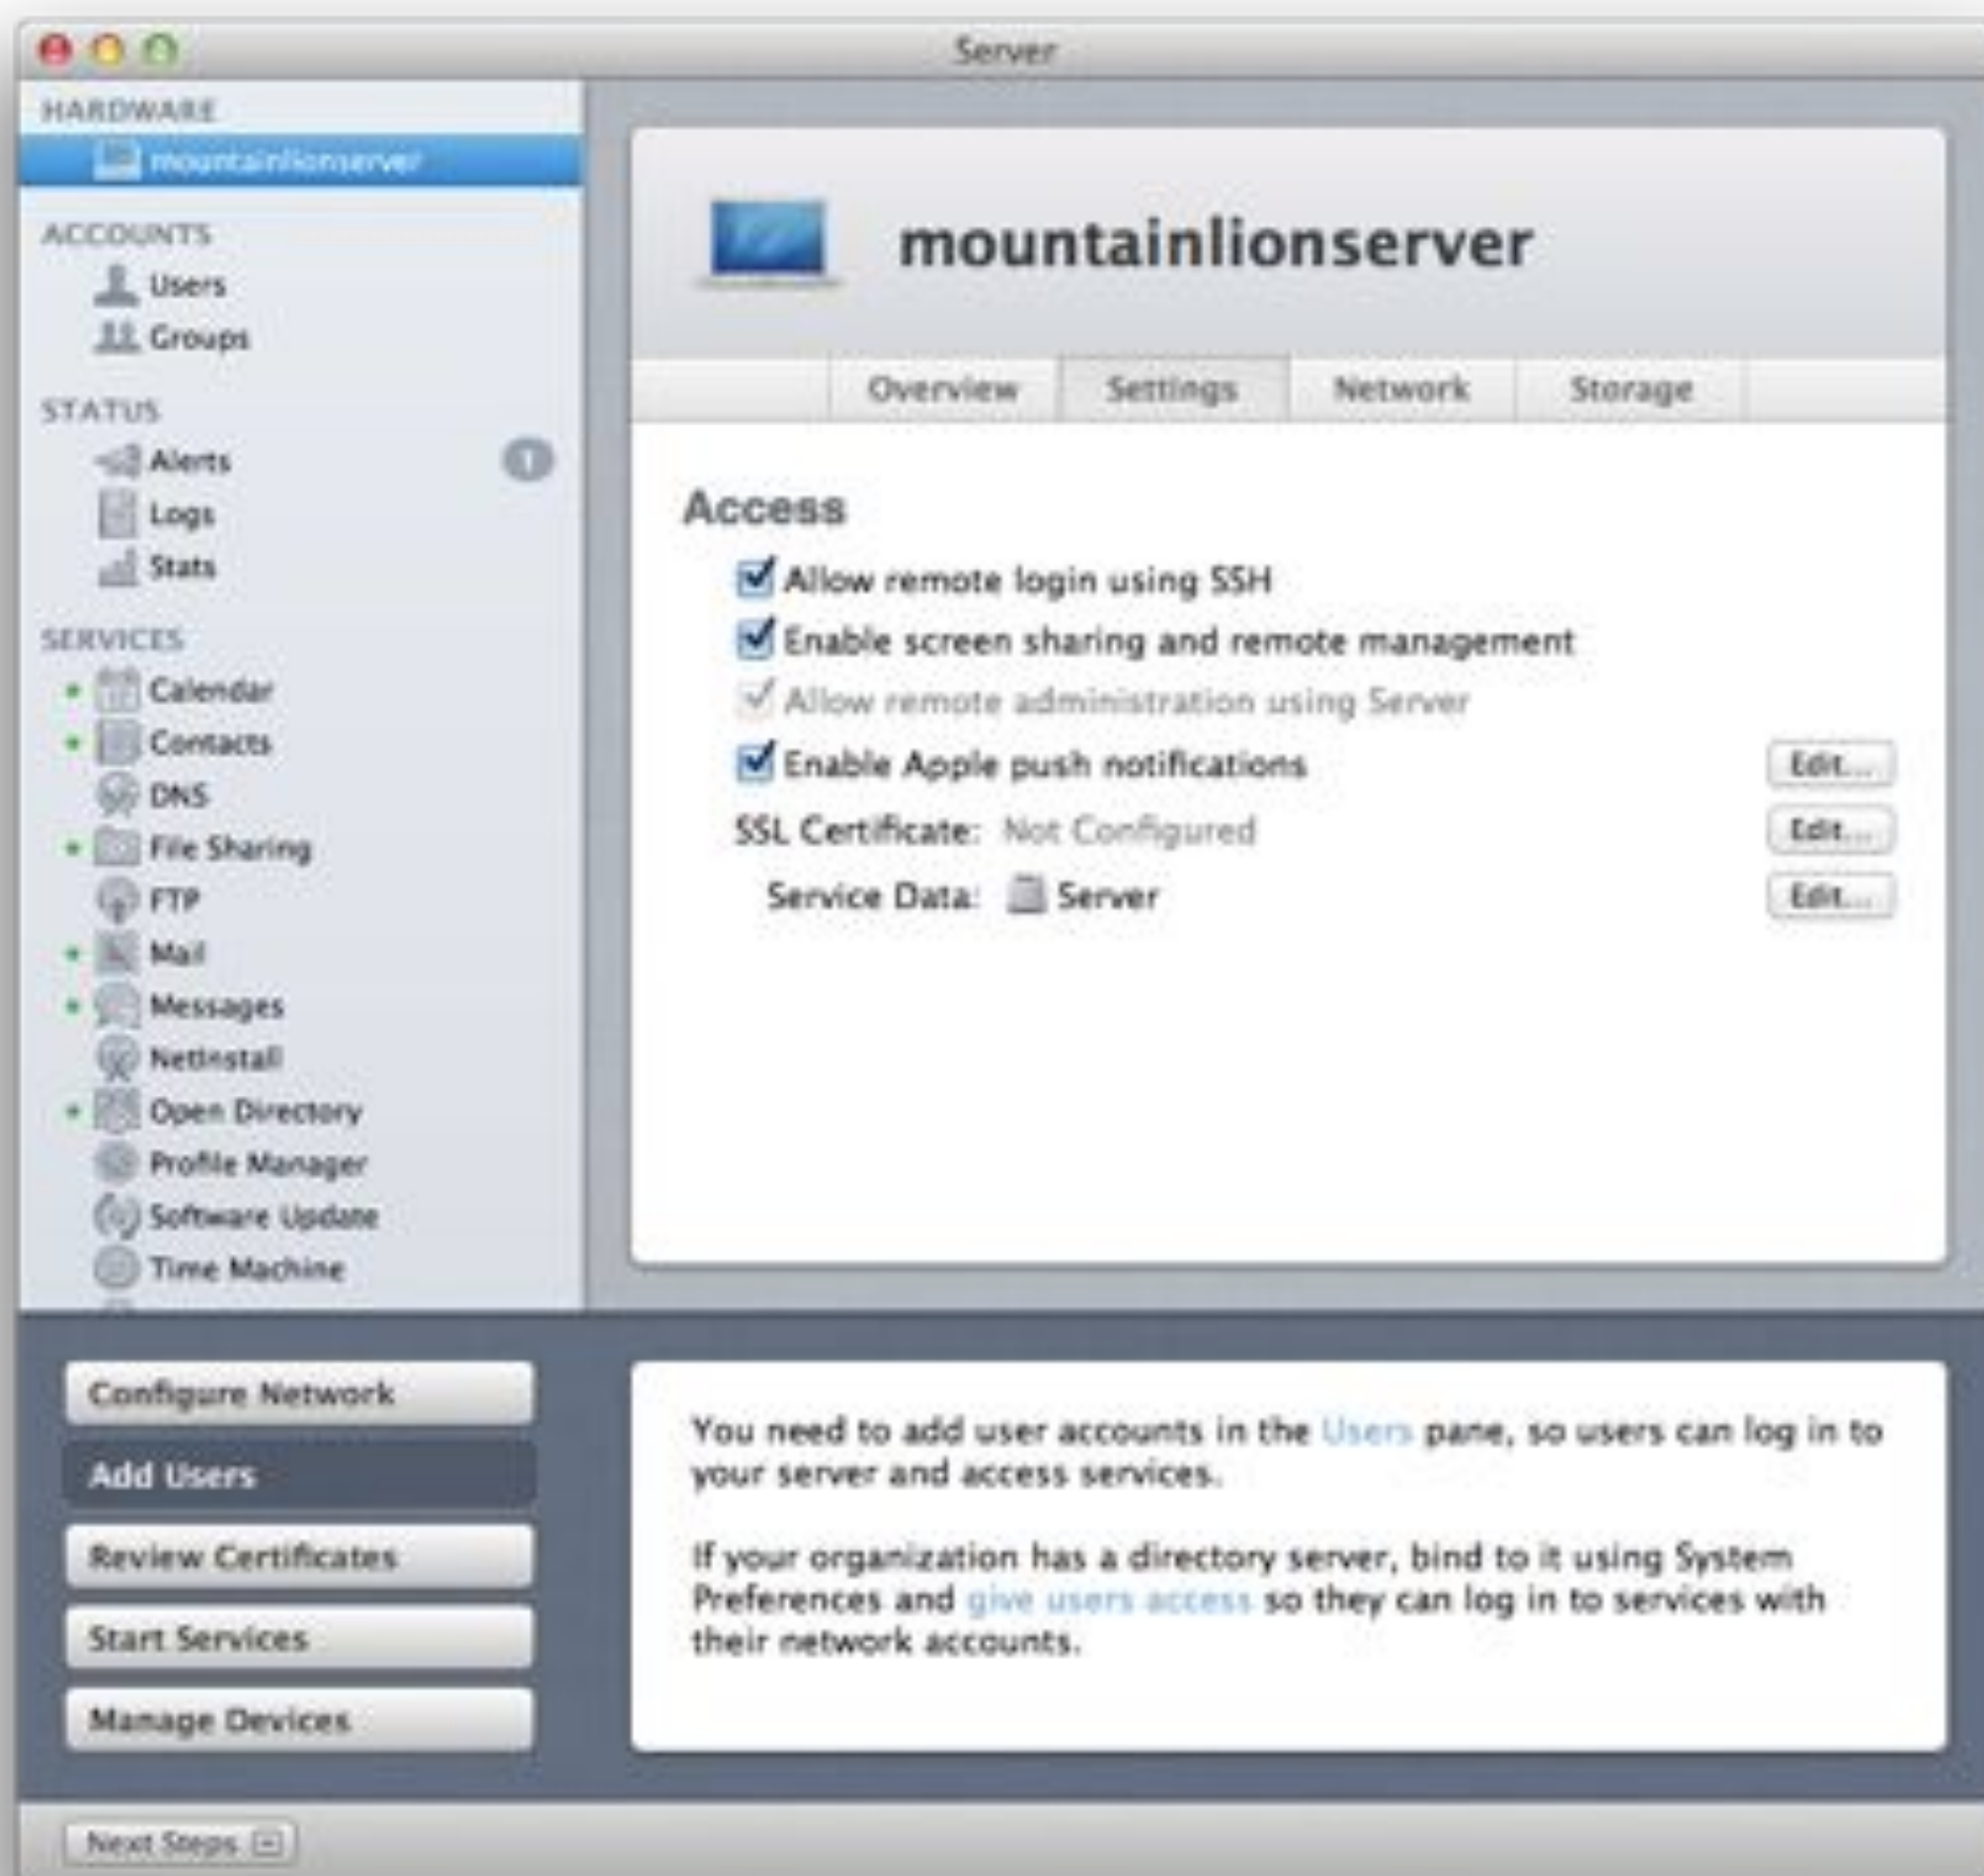 Server
HARDWARE
mountainlionserver
ACCOUNTS
Users
Groups
STATUS
Alerts 1
Logs
Stats
SERVICES
Calendar
Contacts
DNS
File Sharing
FTP
Mail
Messages
NetInstall
Open Directory
Profile Manager
Software Update
Time Machine
mountainlionserver
Overview Settings Network Storage
Access
Allow remote login using SSH
Enable screen sharing and remote management
Allow remote administration using Server
Enable Apple push notifications Edit...
SSL Certificate: Not Configured Edit...
Service Data: Server Edit...
Configure Network
Add Users
Review Certificates
Start Services
Manage Devices
You need to add user accounts in the Users pane, so users can log in to
your server and access services.
If your organization has a directory server, bind to it using System
Preferences and give users access so they can log in to services with
their network accounts.
Next Steps